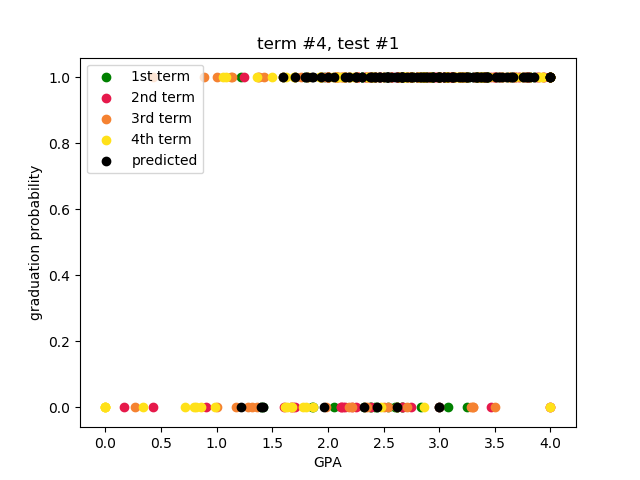 term #4, test #1
1st term
2nd term
3rd term
4th term
predicted
graduation probability
1.0
0.8
0.6
0.4
0.2
0.0
0.0 0.5 1.0 1.5 2.0 2.5 3.0 3.5 4.0
GPA